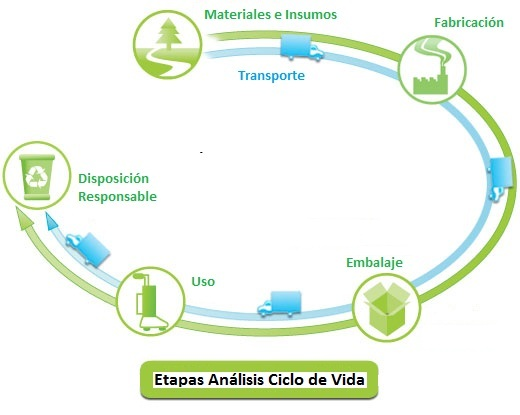 Materiales e Insumos
Fabricación
Transporte
Disposición
Responsable
Embalaje
Uso
Etapas Análisis Ciclo de Vida